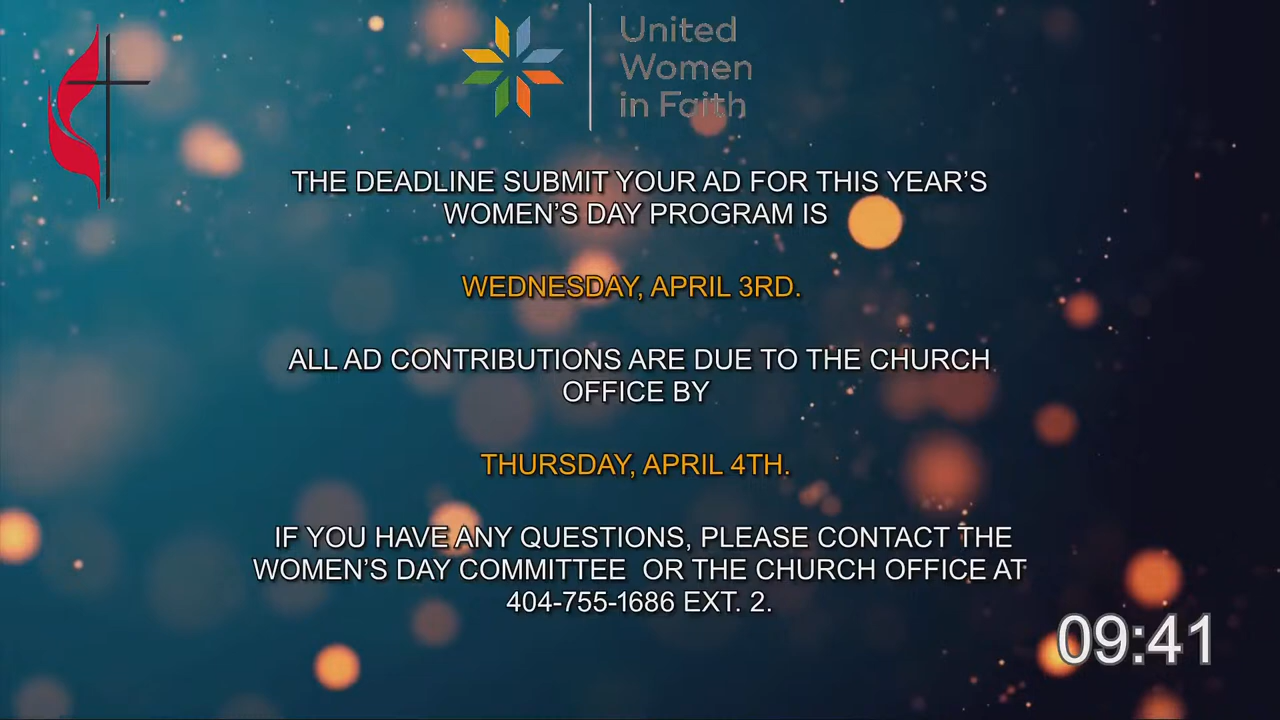 United
Women
in Faith
THE DEADLINE SUBMIT YOUR AD FOR THIS YEAR'S
WOMEN'S DAY PROGRAM IS
WEDNESDAY, APRIL 3RD.
ALL AD CONTRIBUTIONS ARE DUE TO THE CHURCH
OFFICE BY
THURSDAY, APRIL 4TH.
IF YOU HAVE ANY QUESTIONS, PLEASE CONTACT THE
WOMEN'S DAY COMMITTEE  OR THE CHURCH OFFICE AT
404-755-1686 EXT. 2.
09:41